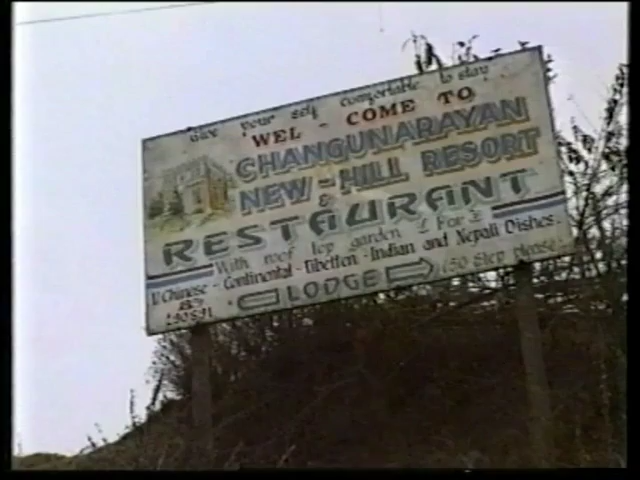 Give your self comfortable to stay
WEL - COME TO
CHANGUNARAYAN
NEW - HILL RESORT
&
RESTAURANT
With roof top garden { For }
Chinese - Continental - Tibetten - Indian and Nepali Dishes.
LODGE (50 Step please)